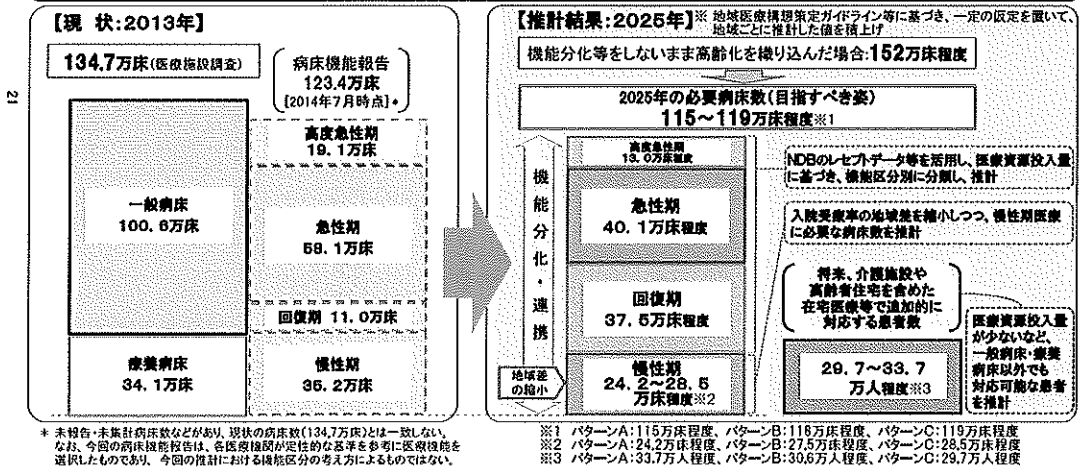 【現 状:2013年】
134.7万床(医療施設調査)
病床機能報告
123.4万床
[2014年7月時点]*
一般病床
100.6万床
療養病床
34.1万床
高度急性期
19.1万床
急性期
58.1万床
回復期 11.0万床
慢性期
35.2万床
* 未報告・未集計病床数などがあり、現状の病床数(134.7万床)とは一致しない。
なお、今回の病床機能報告は、各医療機関が定性的な基準を参考に医療機能を
選択したものであり、今回の推計における機能区分の考え方によるものではない。
21
【推計結果:2025年】※ 地域医療構想策定ガイドライン等に基づき、一定の仮定を置いて、
地域ごとに推計した値を積上げ
機能分化等をしないまま高齢化を織り込んだ場合:152万床程度
2025年の必要病床数(目指すべき姿)
115～119万床程度※1
機能分化・連携
地域差
の縮小
高度急性期
13.0万床程度
急性期
40.1万床程度
回復期
37.5万床程度
慢性期
24.2～28.5
万床程度※2
NDBのレセプトデータ等を活用し、医療資源投入量
に基づき、機能区分別に分類し、推計
入院受療率の地域差を縮小しつつ、慢性期医療
に必要な病床数を推計
将来、介護施設や
高齢者住宅を含めた
在宅医療等で追加的に
対応する患者数
29.7～33.7
万人程度※3
医療資源投入量
が少ないなど、
一般病床・療養
病床以外でも
対応可能な患者
を推計
※1 パターンA:115万床程度、パターンB:116万床程度、パターンC:119万床程度
※2 パターンA:24.2万床程度、パターンB:27.5万床程度、パターンC:28.5万床程度
※3 パターンA:33.7万人程度、パターンB:30.6万人程度、パターンC:29.7万人程度